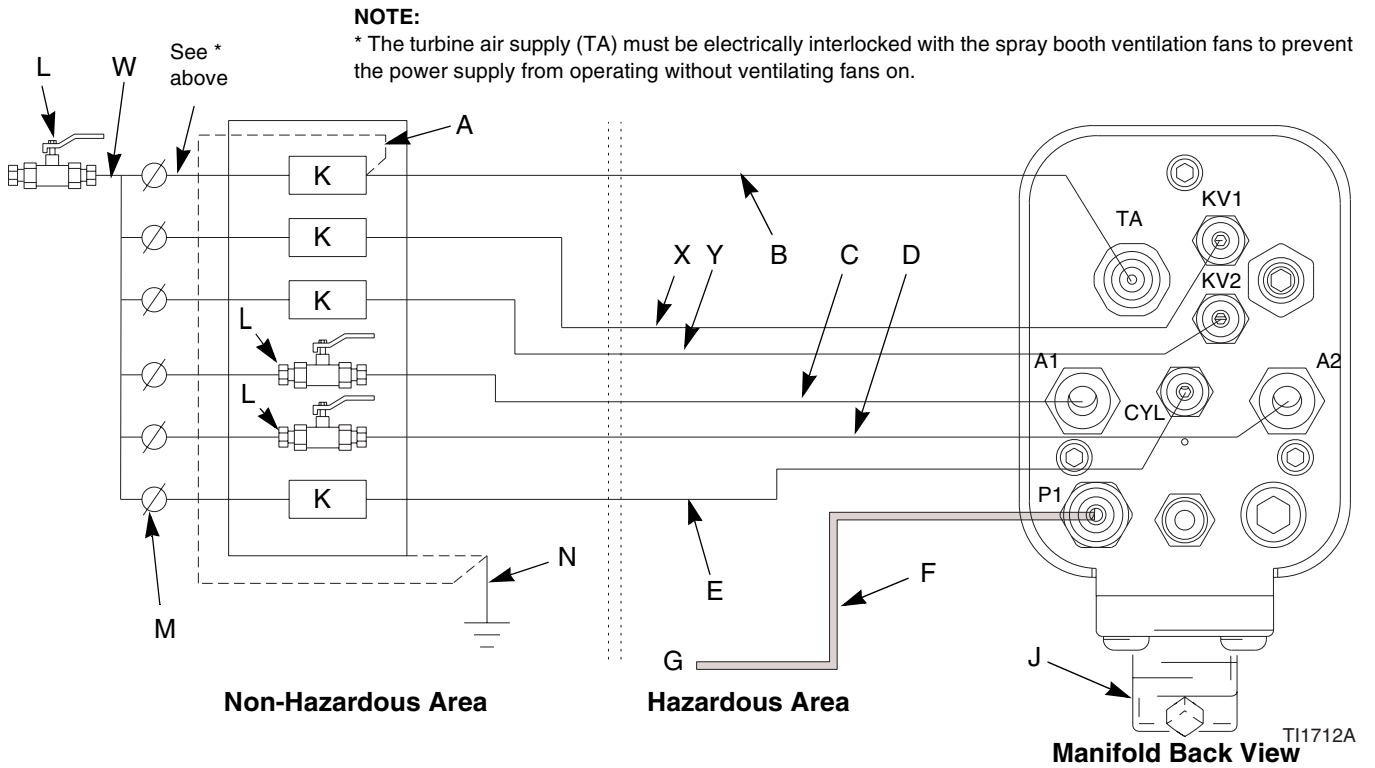 NOTE:
* The turbine air supply (TA) must be electrically interlocked with the spray booth ventilation fans to prevent
the power supply from operating without ventilating fans on.
See *
above
L
W
A
K
K
K
K
L
L
M
N
X
Y
B
C
D
E
F
G
J
TA
KV1
KV2
A1
A2
CYL
P1
Non-Hazardous Area
Hazardous Area
TI1712A
Manifold Back View